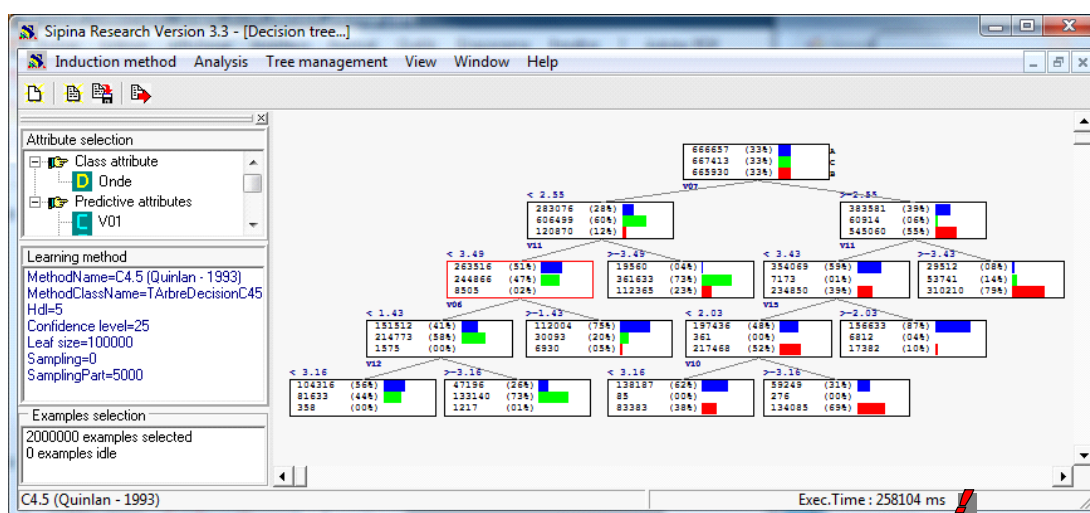 Sipina Research Version 3.3 - [Decision tree...]
Induction method Analysis Tree management View Window Help
Attribute selection
Class attribute
D Onde
Predictive attributes
C V01
Learning method
MethodName=C4.5 (Quinlan - 1993)
MethodClassName=TArbreDecisionC45
Hdl=5
Confidence level=25
Leaf size=100000
Sampling=0
SamplingPart=5000
Examples selection
2000000 examples selected
0 examples idle
666657 (33%) A
667413 (33%) C
665930 (33%) B
V07
< 2.55
283076 (28%)
606499 (60%)
120870 (12%)
V11
>=2.55
383581 (39%)
60914 (06%)
545060 (55%)
V11
< 3.49
263516 (51%)
244866 (47%)
8505 (02%)
V06
>=3.49
19560 (04%)
361633 (73%)
112365 (23%)
< 3.43
354069 (59%)
7173 (01%)
234850 (39%)
V15
>=3.43
29512 (08%)
53741 (14%)
310210 (79%)
< 1.43
151512 (41%)
214773 (58%)
1575 (00%)
V12
>=1.43
112004 (75%)
30093 (20%)
6930 (05%)
< 2.03
197436 (48%)
361 (00%)
217468 (52%)
V10
>=2.03
156633 (87%)
6812 (04%)
17382 (10%)
< 3.16
104316 (56%)
81633 (44%)
358 (00%)
>=3.16
47196 (26%)
133140 (73%)
1217 (01%)
< 3.16
138187 (62%)
85 (00%)
83383 (38%)
>=3.16
59249 (31%)
276 (00%)
134085 (69%)
C4.5 (Quinlan - 1993)
Exec.Time : 258104 ms